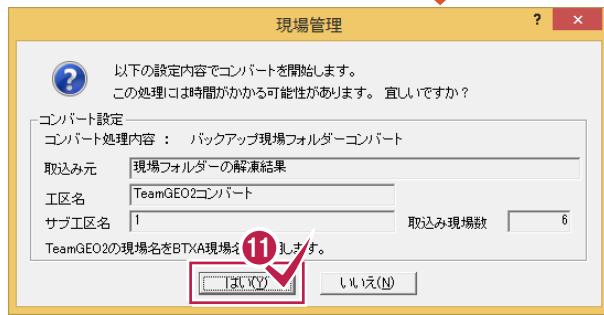 現場管理
? ×
以下の設定内容でコンバートを開始します。
この処理には時間がかかる可能性があります。 宜しいですか？
コンバート設定
コンバート処理内容 ： バックアップ現場フォルダーコンバート
取込み元 現場フォルダーの解凍結果
工区名 TeamGEO2コンバート
サブ工区名 1 取込み現場数 6
TeamGEO2の現場名をBTXA現場名 します。
11
はい(Y) いいえ(N)